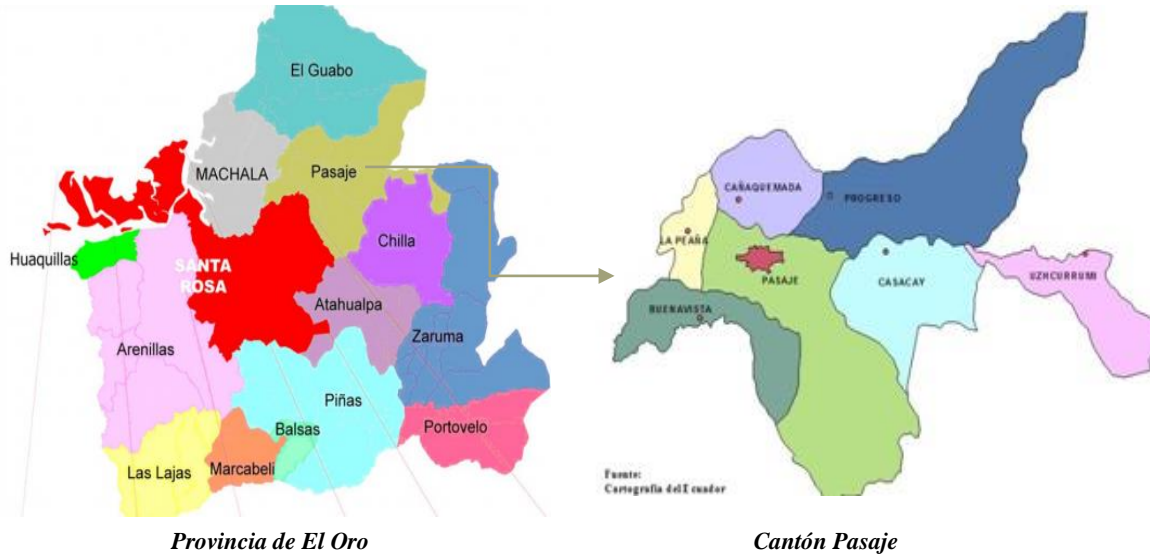 El Guabo
MACHALA
Pasaje
Chilla
Huaquillas
SANTA
ROSA
Atahualpa
Zaruma
Arenillas
Piñas
Balsas
Portovelo
Las Lajas
Marcabeli
CAÑAQUEMADA
PROGRESO
LA PEAÑA
PASAJE
CASACAY
UZHCURRUMI
BUENAVISTA
Fuente:
Cartografia del Ecuador
Provincia de El Oro
Cantón Pasaje